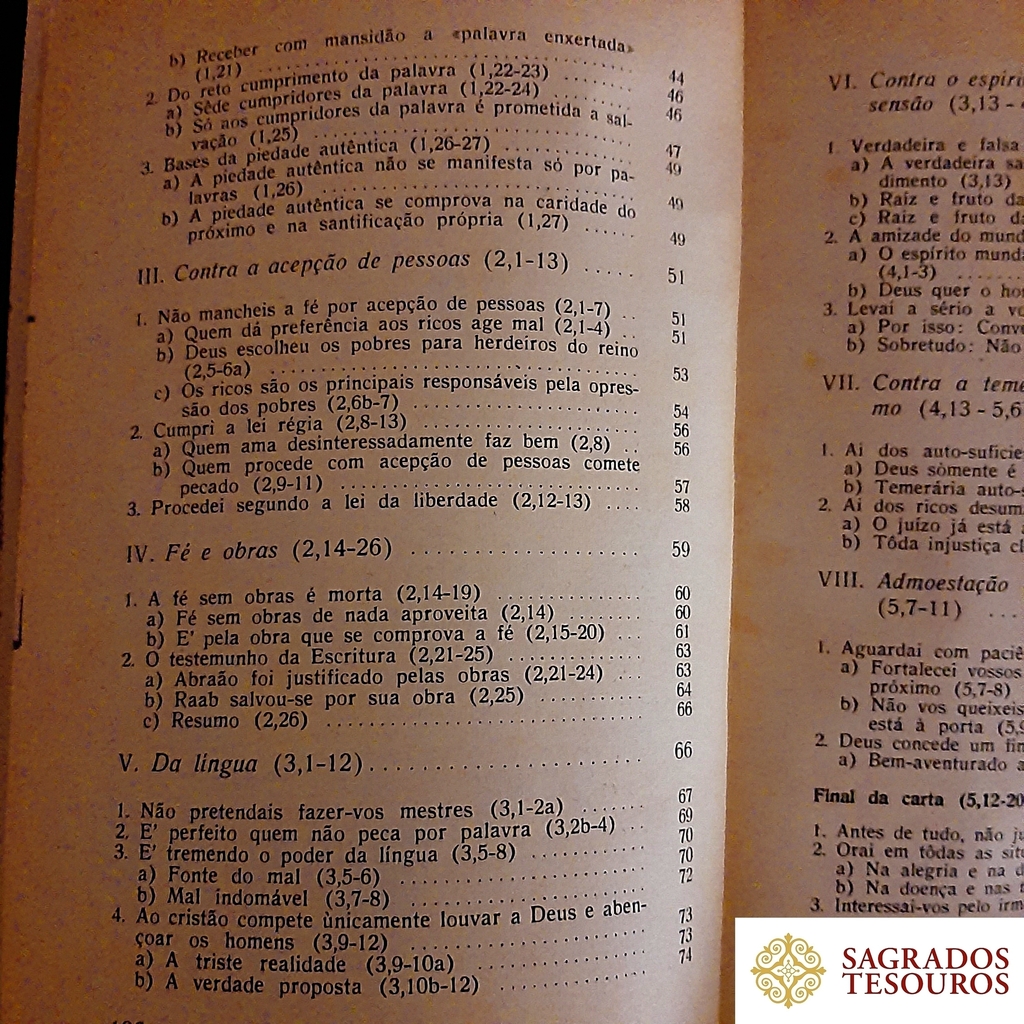 b) Receber com mansidão a «palavra enxertada»
(1,21) .......... 44
2. Do reto cumprimento da palavra (1,22-23) ...... 46
a) Sêde cumpridores da palavra (1,22-24) ...... 46
b) Só aos cumpridores da palavra é prometida a sal-
vação (1,25) .......... 47
3. Bases da piedade autêntica (1,26-27) .......... 49
a) A piedade autêntica não se manifesta só por pa-
lavras (1,26) .......... 49
b) A piedade autêntica se comprova na caridade do
próximo e na santificação própria (1,27) ...... 49
III. Contra a acepção de pessoas (2,1-13) ..... 51
1. Não mancheis a fé por acepção de pessoas (2,1-7) .. 51
a) Quem dá preferência aos ricos age mal (2,1-4) .. 51
b) Deus escolheu os pobres para herdeiros do reino
(2,5-6a) .......... 53
c) Os ricos são os principais responsáveis pela opres-
são dos pobres (2,6b-7) .......... 54
2. Cumpri a lei régia (2,8-13) .......... 56
a) Quem ama desinteressadamente faz bem (2,8) .. 56
b) Quem procede com acepção de pessoas comete
pecado (2,9-11) .......... 57
3. Procedei segundo a lei da liberdade (2,12-13) .... 58
IV. Fé e obras (2,14-26) .......... 59
1. A fé sem obras é morta (2,14-19) .......... 60
a) Fé sem obras de nada aproveita (2,14) ........ 60
b) E' pela obra que se comprova a fé (2,15-20) ... 61
2. O testemunho da Escritura (2,21-25) .......... 63
a) Abraão foi justificado pelas obras (2,21-24) ... 63
b) Raab salvou-se por sua obra (2,25) .......... 64
c) Resumo (2,26) .......... 66
V. Da língua (3,1-12) .......... 66
1. Não pretendais fazer-vos mestres (3,1-2a) ....... 67
2. E' perfeito quem não peca por palavra (3,2b-4) .. 69
3. E' tremendo o poder da língua (3,5-8) .......... 70
a) Fonte do mal (3,5-6) .......... 70
b) Mal indomável (3,7-8) .......... 72
4. Ao cristão compete ùnicamente louvar a Deus e aben-
çoar os homens (3,9-12) .......... 73
a) A triste realidade (3,9-10a) .......... 73
b) A verdade proposta (3,10b-12) .......... 74
VI. Contra o espíri
sensão (3,13 -
1. Verdadeira e falsa
a) A verdadeira sa
dimento (3,13)
b) Raiz e fruto da
c) Raiz e fruto da
2. A amizade do mund
a) O espírito munda
(4,1-3) .......
b) Deus quer o ho
3. Levai a sério a vo
a) Por isso: Conve
b) Sobretudo: Não
VII. Contra a teme
mo (4,13 - 5,6
1. Ai dos auto-suficie
a) Deus sòmente é
b) Temerária auto-
2. Ai dos ricos desum
a) O juízo já está
b) Tôda injustiça cl
VIII. Admoestação
(5,7-11) ...
1. Aguardai com paciê
a) Fortalecei vossos
próximo (5,7-8)
b) Não vos queixeis
está à porta (5,9
2. Deus concede um fin
a) Bem-aventurado a
Final da carta (5,12-20
1. Antes de tudo, não ju
2. Orai em tôdas as situ
a) Na alegria e na d
b) Na doença e nas
3. Interessai-vos pelo irm
SAGRADOS
TESOUROS